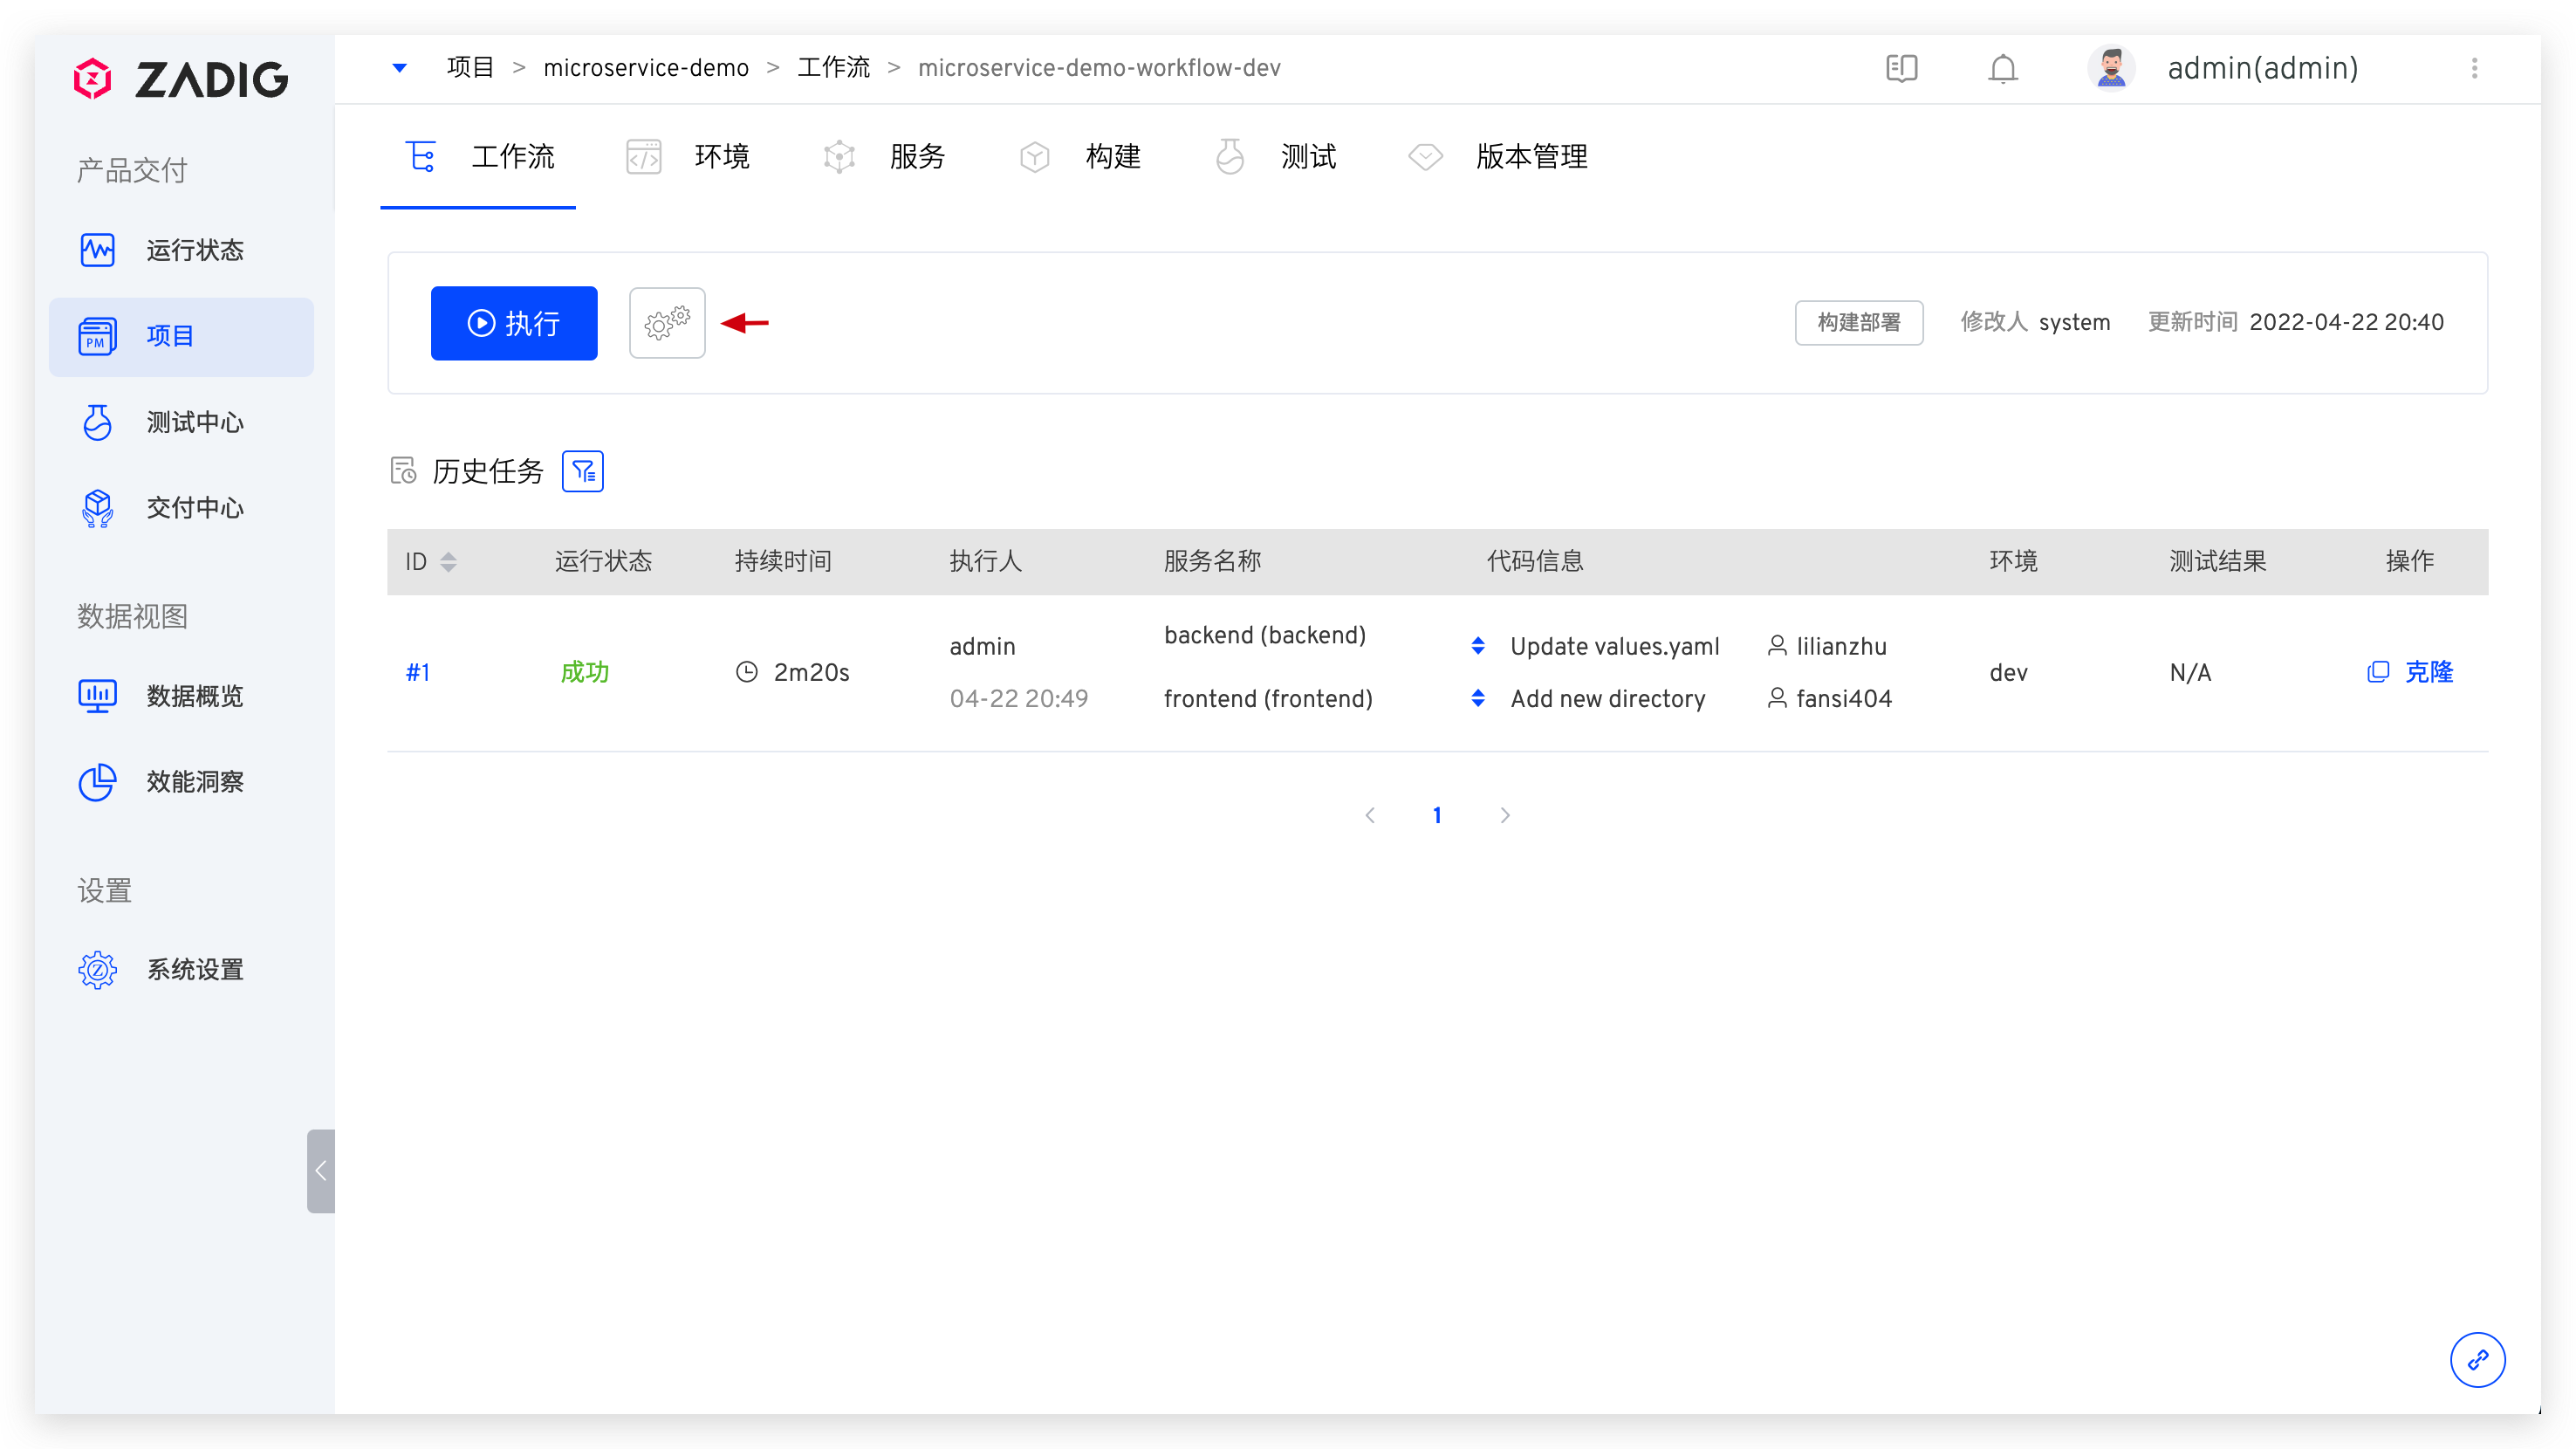 ZADIG
产品交付
运行状态
PM
项目
测试中心
交付中心
数据视图
数据概览
效能洞察
设置
Z
系统设置
项目 > microservice-demo > 工作流 > microservice-demo-workflow-dev
admin(admin)
工作流 环境 服务 构建 测试 版本管理
执行
构建部署 修改人 system 更新时间 2022-04-22 20:40
历史任务
ID 运行状态 持续时间 执行人 服务名称 代码信息 环境 测试结果 操作
#1 成功 2m20s admin 04-22 20:49 backend (backend) frontend (frontend) Update values.yaml lilianzhu Add new directory fansi404 dev N/A 克隆
1